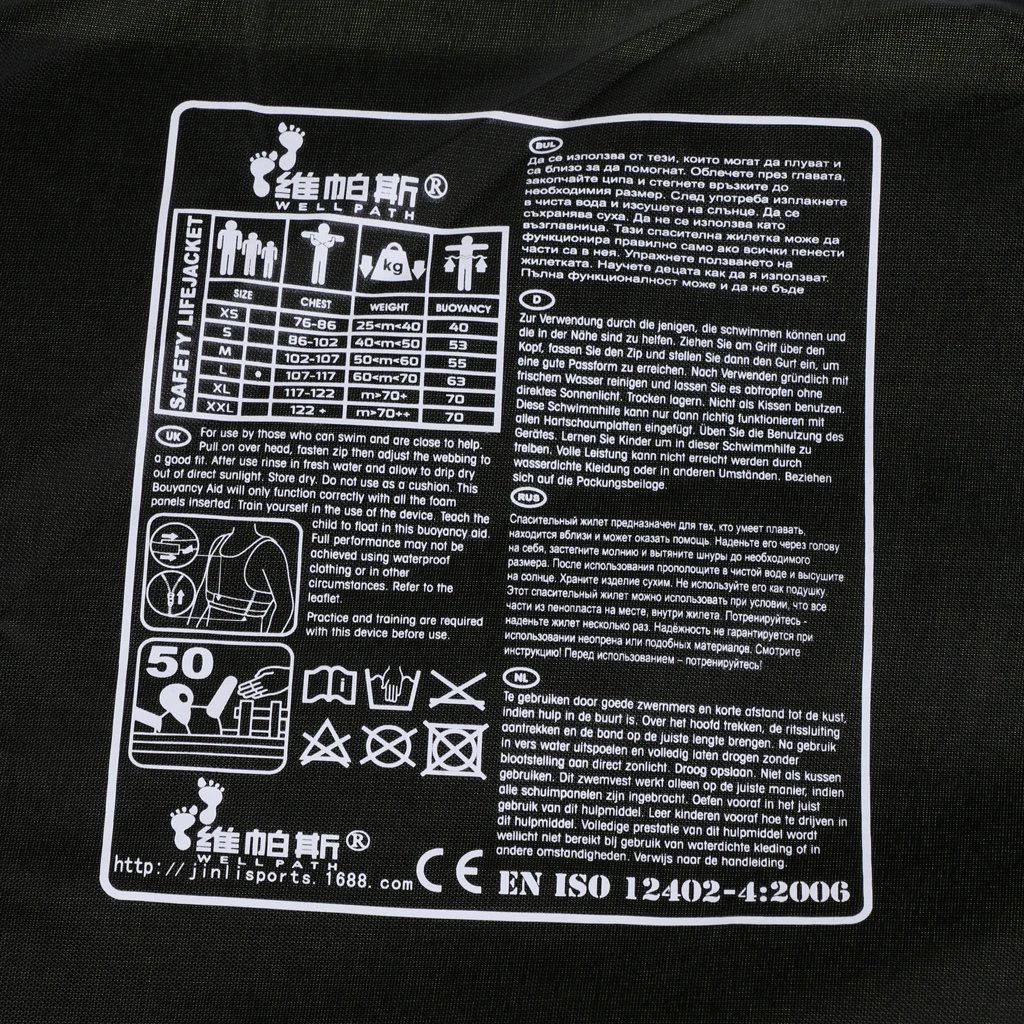 维帕斯®
WELL PATH
SAFETY LIFEJACKET
kg
SIZE CHEST WEIGHT BUOYANCY
XS 76-86 25<m<40 40
S 86-102 40<m<50 53
M 102-107 50<m<60 55
L • 107-117 60<m<70 63
XL 117-122 m>70+ 70
XXL 122 + m>70++ 70
UK For use by those who can swim and are close to help.
Pull on over head, fasten zip then adjust the webbing to
a good fit. After use rinse in fresh water and allow to drip dry
out of direct sunlight. Store dry. Do not use as a cushion. This
Bouyancy Aid will only function correctly with all the foam
panels inserted. Train yourself in the use of the device. Teach the
child to float in this buoyancy aid.
Full performance may not be
achieved using waterproof
clothing or in other
circumstances. Refer to the
leaflet.
Practice and training are required
with this device before use.
50
维帕斯®
WELL PATH
http://jinlisports.1688.com
BUL
Да се използва от тези, които могат да плуват и
са близо за да помогнат. Облечете през главата,
закопчайте ципа и стегнете връзките до
необходимия размер. След употреба изплакнете
в чиста вода и изсушете на слънце. Да се
съхранява суха. Да не се използва като
възглавница. Тази спасителна жилетка може да
функционира правилно само ако всички пенести
части са в нея. Упражнете ползването на
жилетката. Научете децата как да я използват.
Пълна функционалност може и да не бъде
D
Zur Verwendung durch die jenigen, die schwimmen können und
die in der Nähe sind zu helfen. Ziehen Sie am Griff über den
Kopf, fassen Sie den Zip und stellen Sie dann den Gurt ein, um
eine gute Passform zu erreichen. Nach Verwenden gründlich mit
frischem Wasser reinigen und lassen Sie es abtropfen ohne
direktes Sonnenlicht. Trocken lagern. Nicht als Kissen benutzen.
Diese Schwimmhilfe kann nur dann richtig funktionieren mit
allen Hartschaumplatten eingefügt. Üben Sie die Benutzung des
Gerätes. Lernen Sie Kinder um in dieser Schwimmhilfe zu
treiben. Volle Leistung kann nicht erreicht werden durch
wasserdichte Kleidung oder in anderen Umständen. Beziehen
sich auf die Packungsbeilage.
RUS
Спасительный жилет предназначен для тех, кто умеет плавать,
находится вблизи и может оказать помощь. Наденьте его через голову
на себя, застегните молнию и вытяните шнуры до необходимого
размера. После использования прополощите в чистой воде и высушите
на солнце. Храните изделие сухим. Не используйте его как подушку.
Этот спасительный жилет можно использовать при условии, что все
части из пенопласта на месте, внутри жилета. Потренируйтесь -
наденьте жилет несколько раз. Надёжность не гарантируется при
использовании неопрена или подобных материалов. Смотрите
инструкцию! Перед использованием – потренируйтесь!
NL
Te gebruiken door goede zwemmers en korte afstand tot de kust,
indien hulp in de buurt is. Over het hoofd trekken, de ritssluiting
aantrekken en de band op de juiste lengte brengen. Na gebruik
in vers water uitspoelen en volledig laten drogen zonder
blootstelling aan direct zonlicht. Droog opslaan. Niet als kussen
gebruiken. Dit zwemvest werkt alleen op de juiste manier, indien
alle schuimpanelen zijn ingebracht. Oefen vooraf in het juist
gebruik van dit hulpmiddel. Leer kinderen vooraf hoe te drijven in
dit hulpmiddel. Volledige prestatie van dit hulpmiddel wordt
wellicht niet bereikt bij gebruik van waterdichte kleding of in
andere omstandigheden. Verwijs naar de handleiding.
CE EN ISO 12402-4:2006